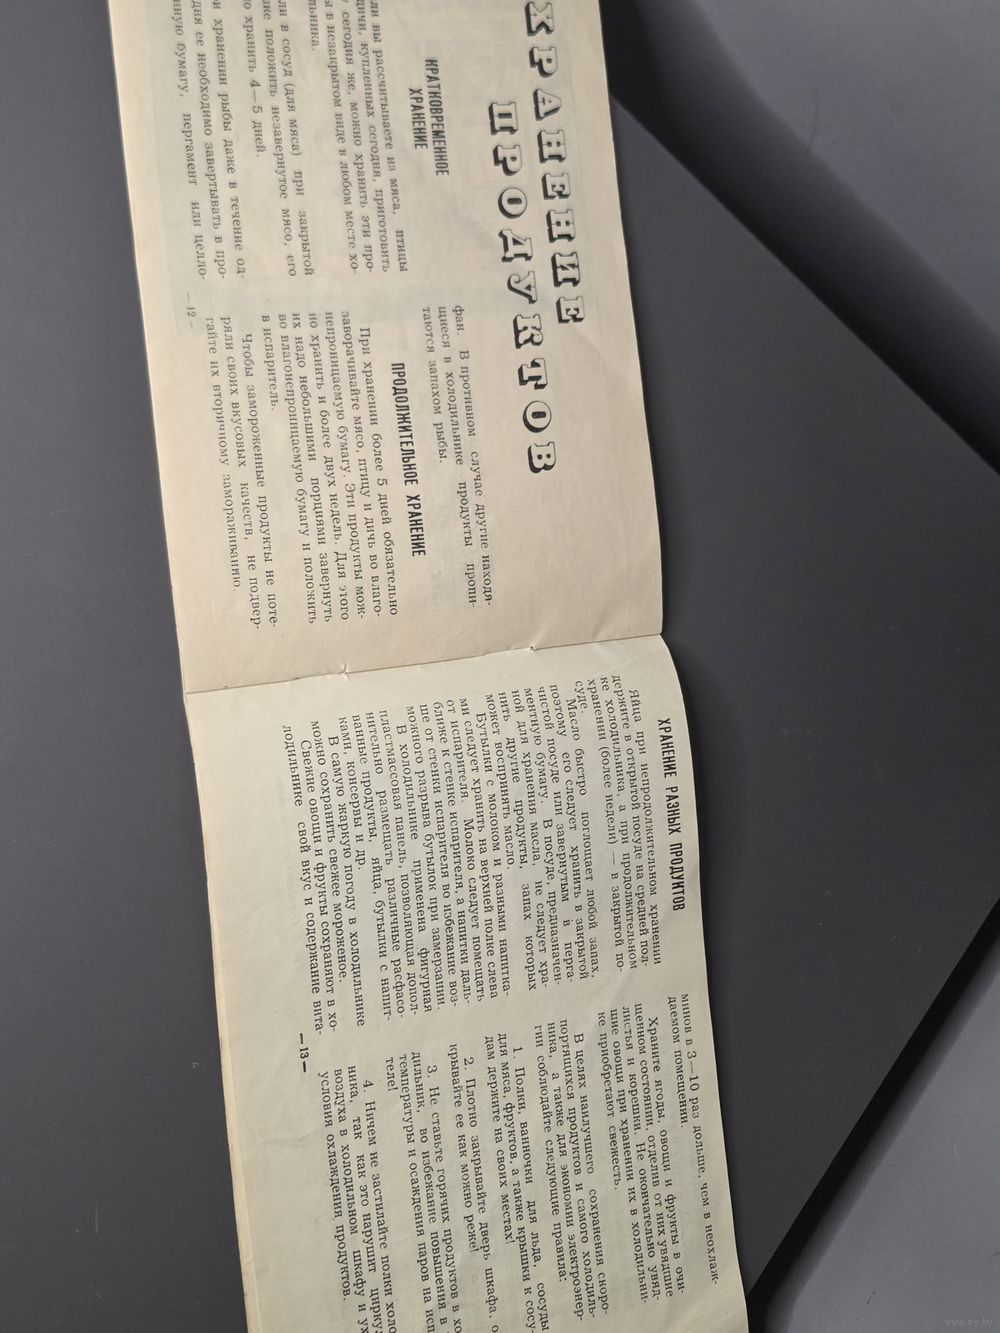 ХРАНЕНИЕ
ПРОДУКТОВ
КРАТКОВРЕМЕННОЕ
ХРАНЕНИЕ
ли вы рассчитываете из мяса, птицы
дичи, купленных сегодня, приготовить
сегодня же, можно хранить эти про-
ы в незакрытом виде в любом месте хо-
льника.
ли в сосуд (для мяса) при закрытой
ке положить незавернутое мясо, его
о хранить 4—5 дней.
и хранении рыбы даже в течение од-
дня ее необходимо завертывать в про-
нную бумагу, пергамент или целло-
— 12 —
фан. В противном случае другие находя-
щиеся в холодильнике продукты пропи-
таются запахом рыбы.
ПРОДОЛЖИТЕЛЬНОЕ ХРАНЕНИЕ
При хранении более 5 дней обязательно
заворачивайте мясо, птицу и дичь во влаго-
непроницаемую бумагу. Эти продукты мож-
но хранить и более двух недель. Для этого
их надо небольшими порциями завернуть
во влагонепроницаемую бумагу и положить
в испаритель.
Чтобы замороженные продукты не поте-
ряли своих вкусовых качеств, не подвер-
гайте их вторичному замораживанию.
ХРАНЕНИЕ РАЗНЫХ ПРОДУКТОВ
Яйца при непродолжительном хранении
держите в открытой посуде на средней пол-
ке холодильника, а при продолжительном
хранении (более недели) — в закрытой по-
суде.
Масло быстро поглощает любой запах,
поэтому его следует хранить в закрытой
чистой посуде или завернутым в перга-
ментную бумагу. В посуде, предназначен-
ной для хранения масла, не следует хра-
нить другие продукты, запах которых
может воспринять масло.
Бутылки с молоком и разными напитка-
ми следует хранить на верхней полке слева
от испарителя. Молоко следует помещать
ближе к стенке испарителя, а напитки даль-
ше от стенки испарителя во избежание воз-
можного разрыва бутылок при замерзании.
В холодильнике применена фигурная
пластмассовая панель, позволяющая допол-
нительно размещать различные расфасо-
ванные продукты, яйца, бутылки с напит-
ками, консервы и др.
В самую жаркую погоду в холодильнике
можно сохранить свежее мороженое.
Свежие овощи и фрукты сохраняют в хо-
лодильнике свой вкус и содержание вита-
— 13 —
минов в 3—10 раз дольше, чем в неохлаж-
даемом помещении.
Храните ягоды, овощи и фрукты в очи-
щенном состоянии, отделив от них увядшие
листья и корешки. Не окончательно увяд-
шие овощи при хранении их в холодильни-
ке приобретают свежесть.
В целях наилучшего сохранения скоро-
портящихся продуктов и самого холодиль-
ника, а также для экономии электроэнер-
гии соблюдайте следующие правила:
1. Полки, ванночки для льда, сосуды
для мяса, фруктов, а также крышки к сосу-
дам держите на своих местах!
2. Плотно закрывайте дверь шкафа, о
крывайте ее как можно реже!
3. Не ставьте горячих продуктов в хо
дильник, во избежание повышения в
температуры и осаждения паров на исп
теле!
4. Ничем не застилайте полки холо
ника, так как это нарушит циркул
воздуха в холодильном шкафу и ух
условия охлаждения продуктов.
www.ay.by